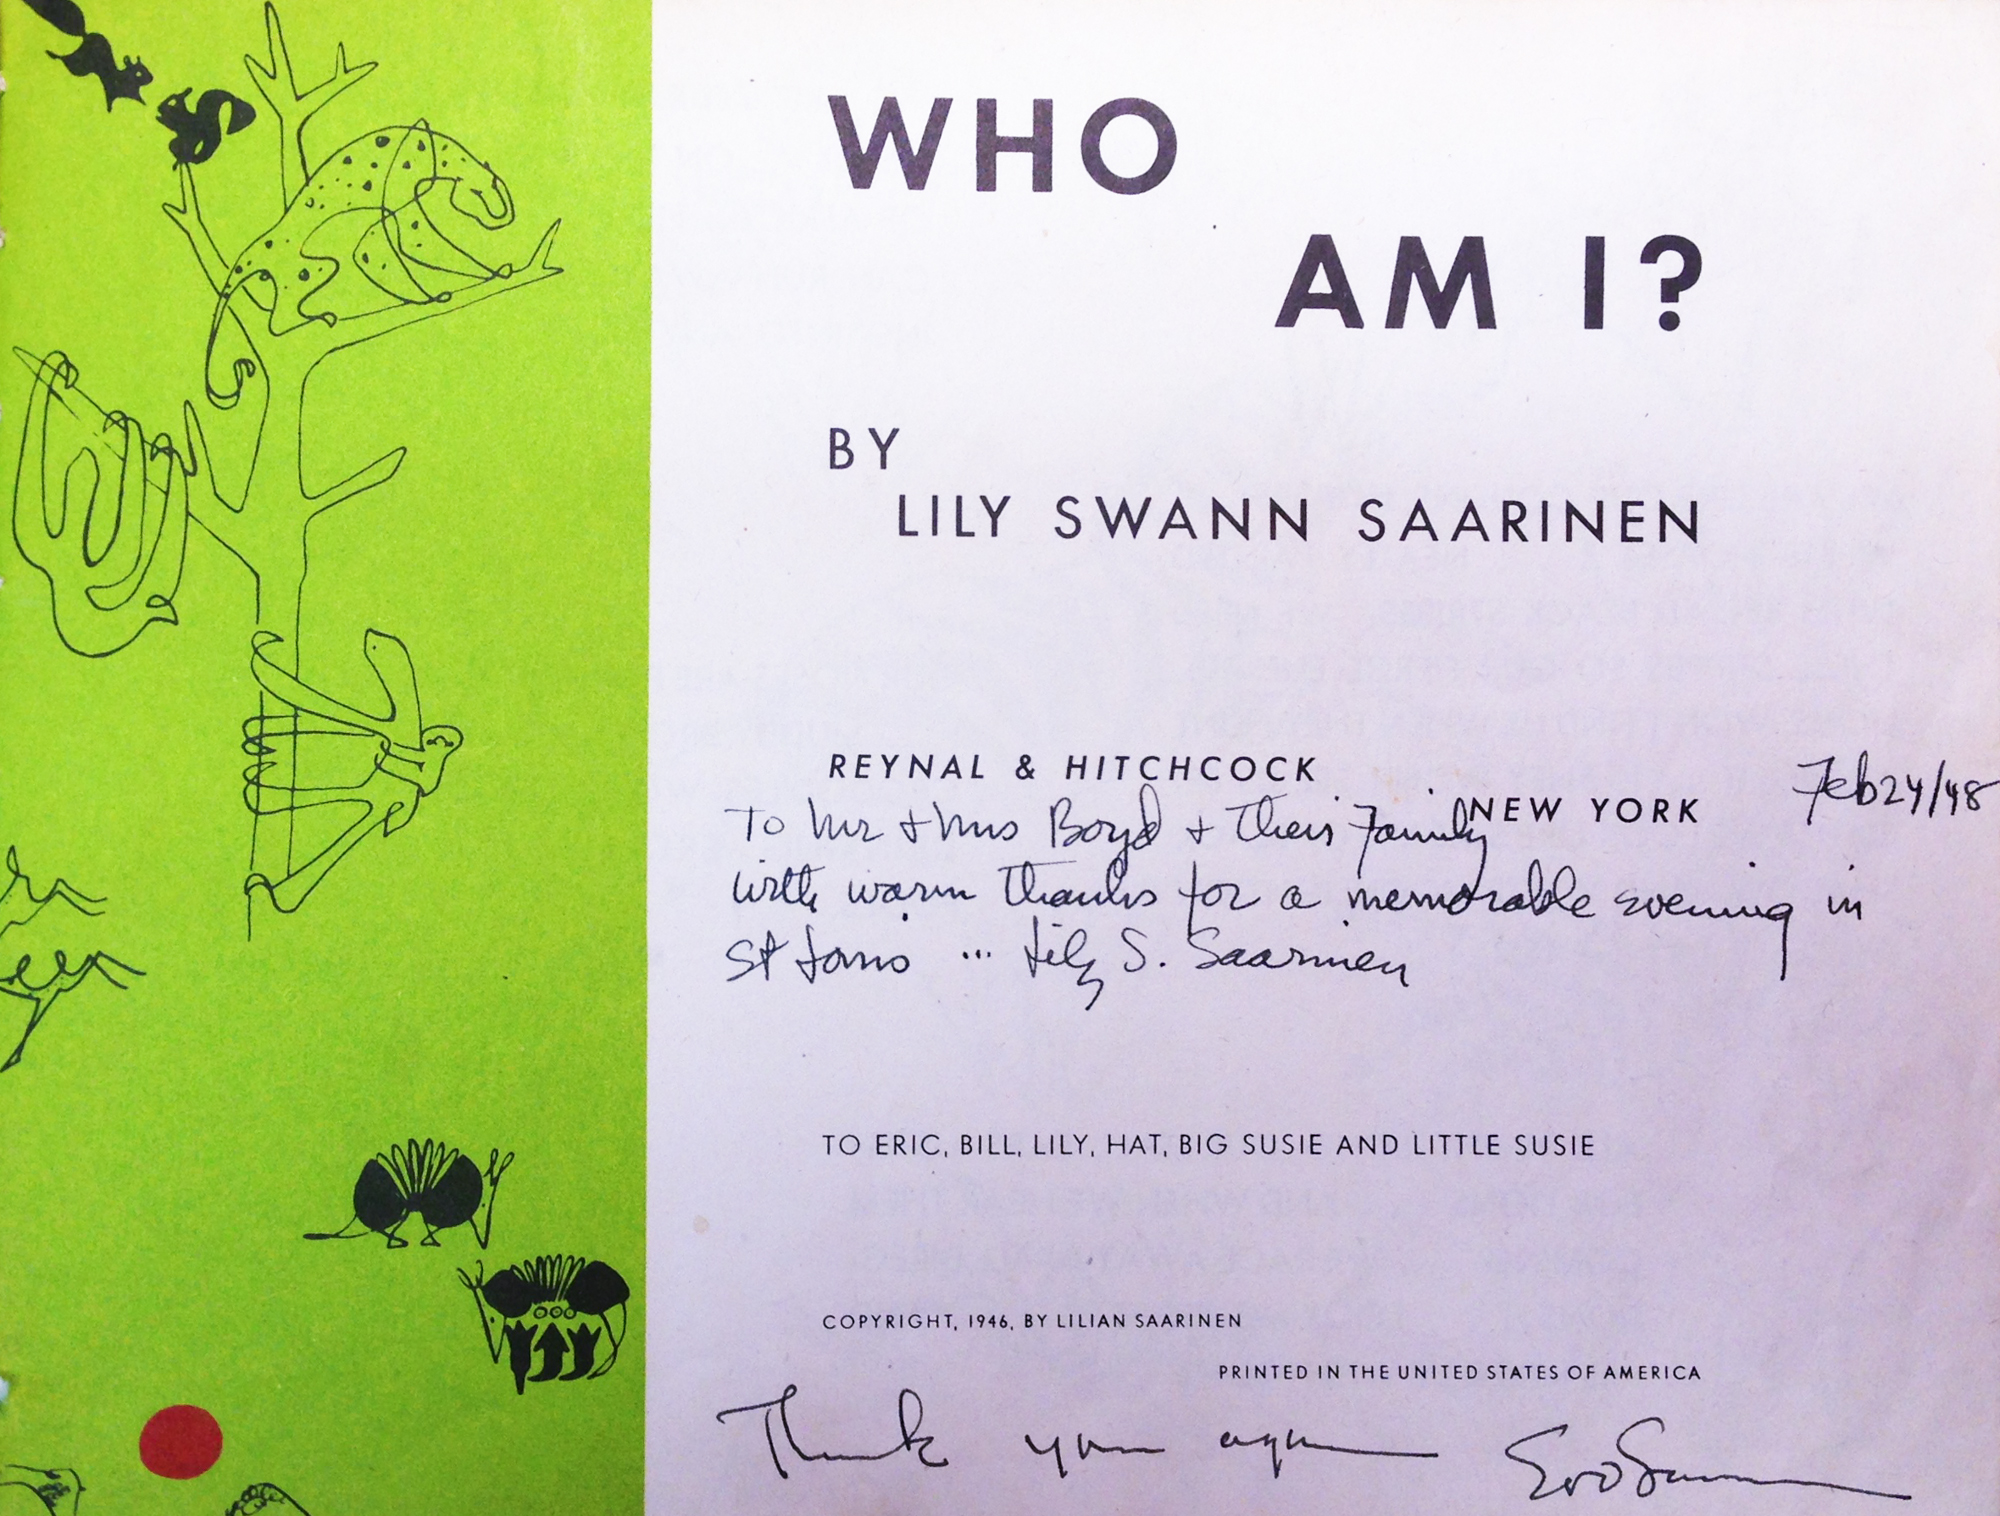 WHO
AM I?
BY
LILY SWANN SAARINEN
REYNAL & HITCHCOCK
NEW YORK
Feb 24/48
To Mr + Mrs Boyd + Their Family
with warm thanks for a memorable evening in
St Louis ... Lily S. Saarinen
TO ERIC, BILL, LILY, HAT, BIG SUSIE AND LITTLE SUSIE
COPYRIGHT, 1946, BY LILIAN SAARINEN
PRINTED IN THE UNITED STATES OF AMERICA
Thank you again Eero Saarinen